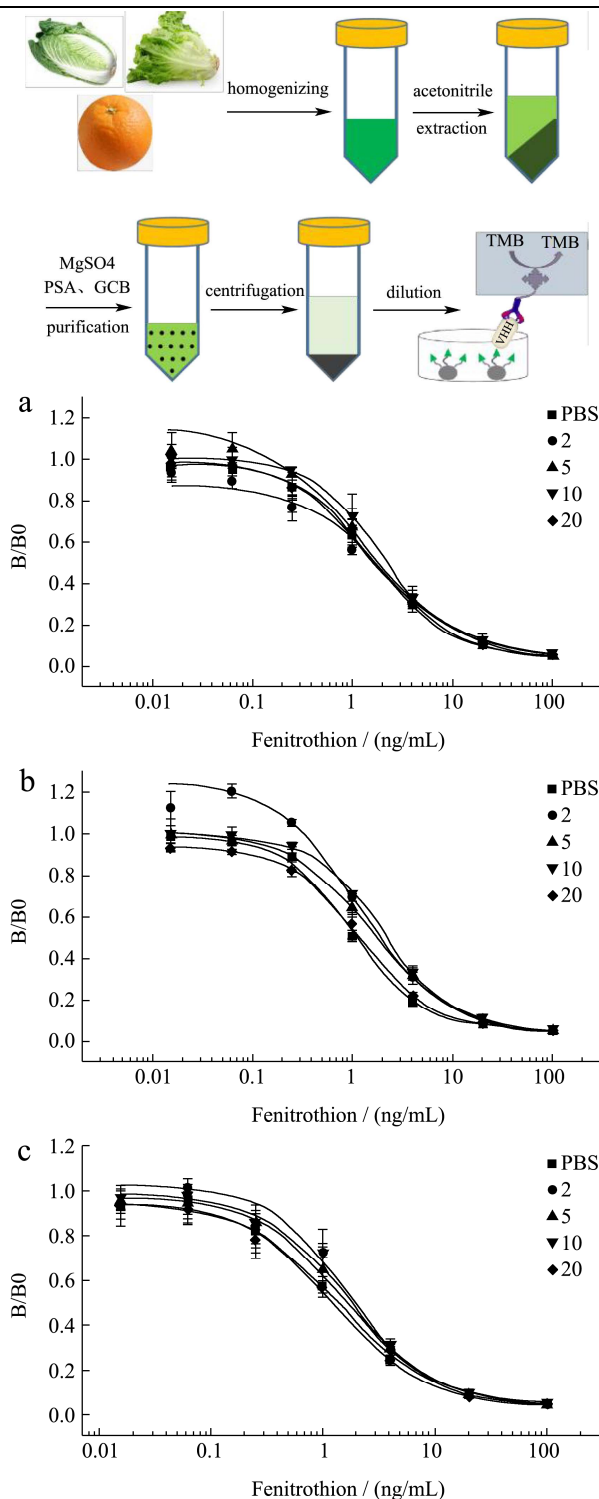 homogenizing
acetonitrile
extraction
MgSO4
PSA、GCB
purification
centrifugation
dilution
TMB TMB
VHH
a
1.2
1.0
0.8
0.6
0.4
0.2
0.0
B/B0
0.01 0.1 1 10 100
Fenitrothion / (ng/mL)
PBS
2
5
10
20
b
1.2
1.0
0.8
0.6
0.4
0.2
0.0
B/B0
0.01 0.1 1 10 100
Fenitrothion / (ng/mL)
PBS
2
5
10
20
c
1.2
1.0
0.8
0.6
0.4
0.2
0.0
B/B0
0.01 0.1 1 10 100
Fenitrothion / (ng/mL)
PBS
2
5
10
20